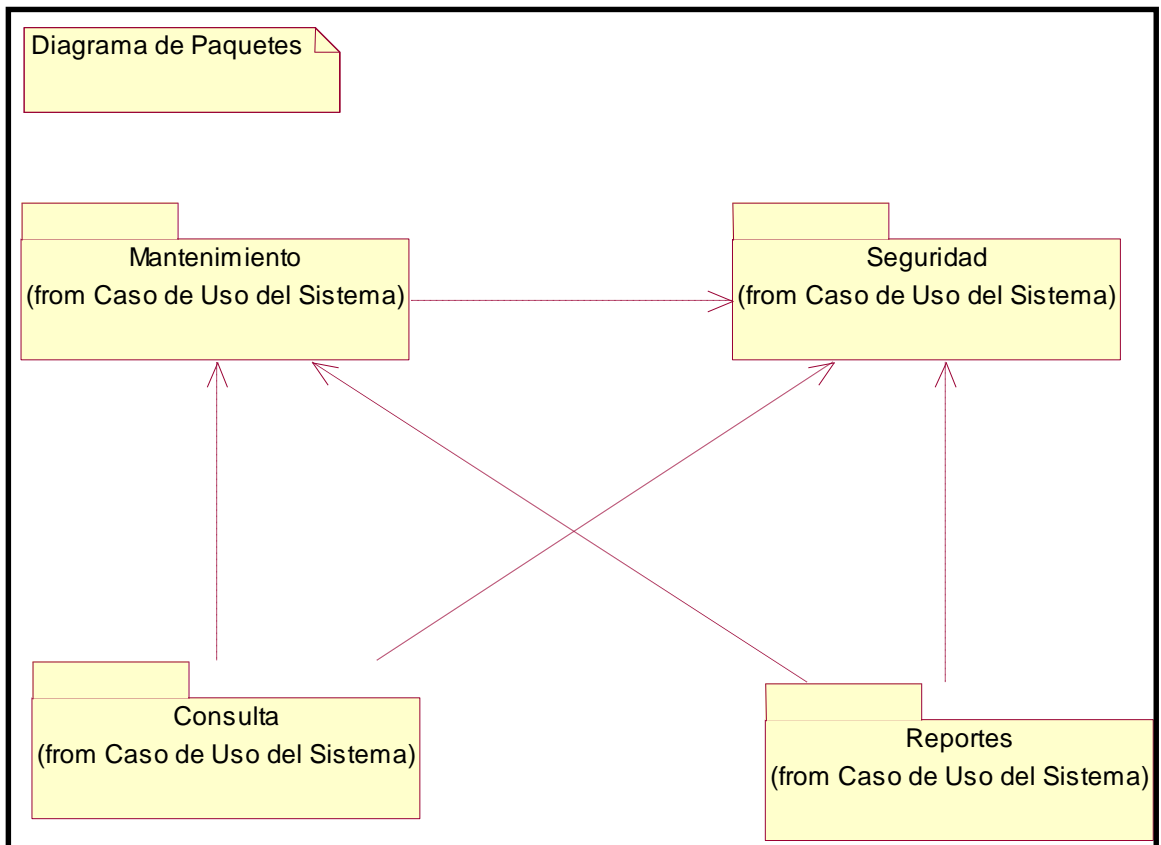 Diagrama de Paquetes
Mantenimiento
(from Caso de Uso del Sistema)
Seguridad
(from Caso de Uso del Sistema)
Consulta
(from Caso de Uso del Sistema)
Reportes
(from Caso de Uso del Sistema)